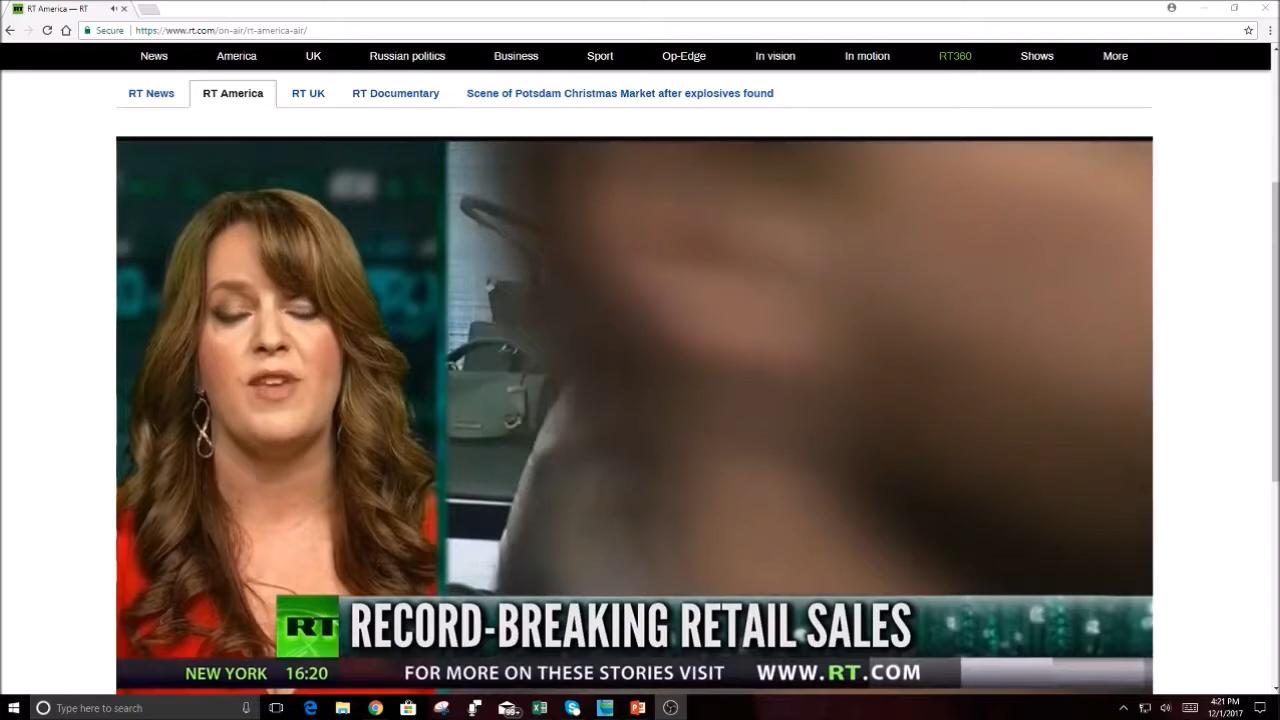 RT America — RT
Secure https://www.rt.com/on-air/rt-america-air/
News America UK Russian politics Business Sport Op-Edge In vision In motion RT360 Shows More
RT News RT America RT UK RT Documentary Scene of Potsdam Christmas Market after explosives found
RT RECORD-BREAKING RETAIL SALES
NEW YORK 16:20 FOR MORE ON THESE STORIES VISIT WWW.RT.COM
Type here to search
4:21 PM
12/1/2017